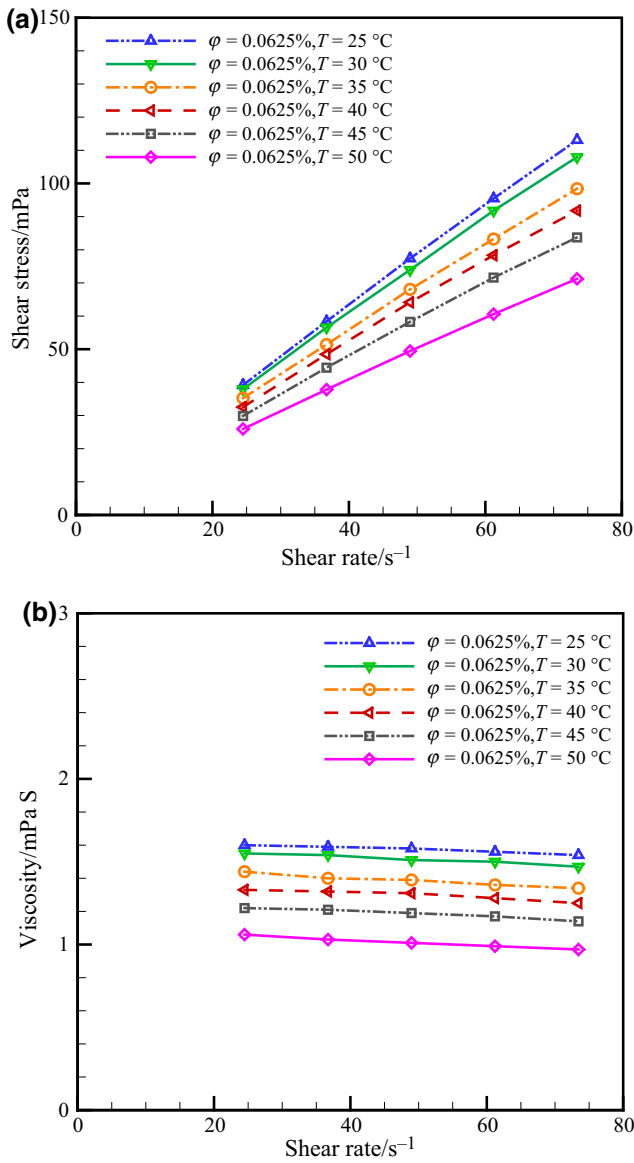 (a)
150
100
50
0
Shear stress/mPa
φ = 0.0625%,T = 25 °C
φ = 0.0625%,T = 30 °C
φ = 0.0625%,T = 35 °C
φ = 0.0625%,T = 40 °C
φ = 0.0625%,T = 45 °C
φ = 0.0625%,T = 50 °C
0 20 40 60 80
Shear rate/s⁻¹
(b)
3
2
1
0
Viscosity/mPa S
φ = 0.0625%,T = 25 °C
φ = 0.0625%,T = 30 °C
φ = 0.0625%,T = 35 °C
φ = 0.0625%,T = 40 °C
φ = 0.0625%,T = 45 °C
φ = 0.0625%,T = 50 °C
0 20 40 60 80
Shear rate/s⁻¹